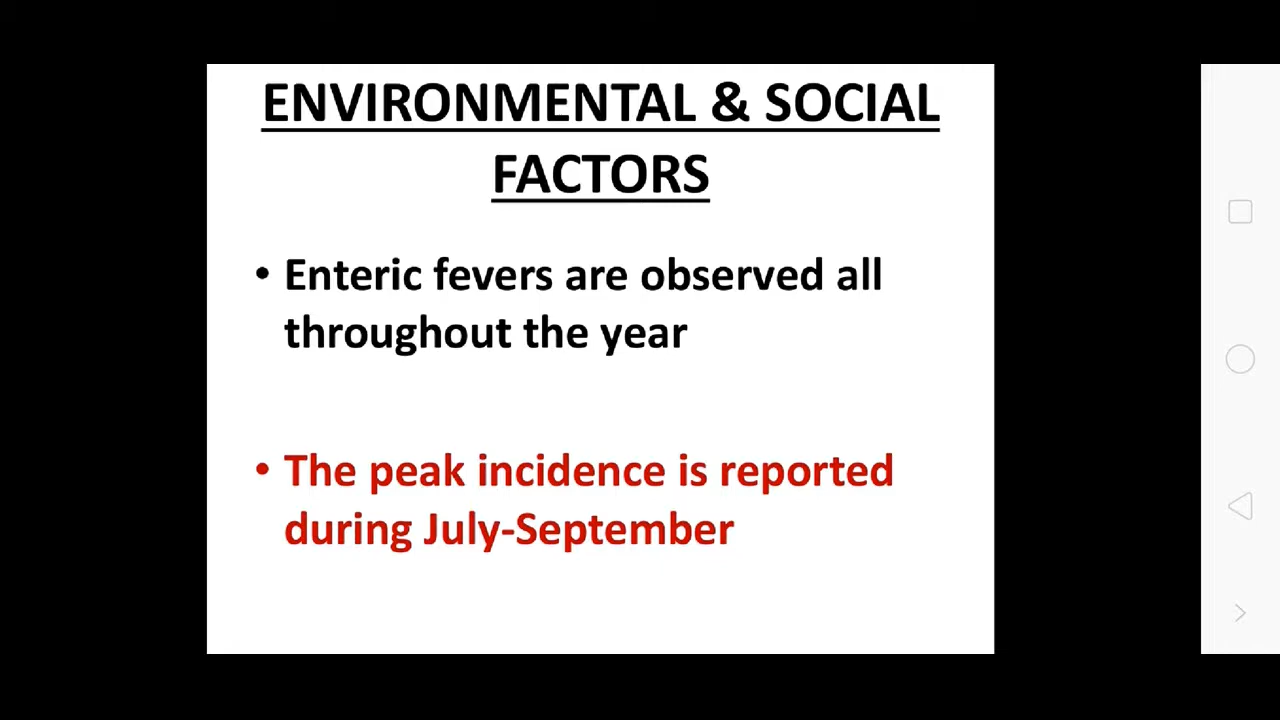 ENVIRONMENTAL & SOCIAL
FACTORS
• Enteric fevers are observed all
throughout the year
• The peak incidence is reported
during July-September